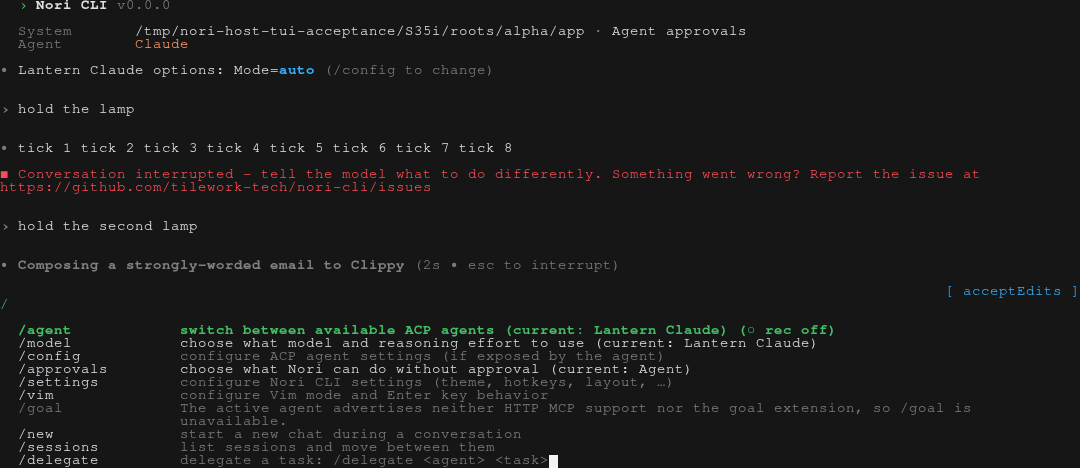 › Nori CLI v0.0.0
System /tmp/nori-host-tui-acceptance/S35i/roots/alpha/app · Agent approvals
Agent Claude
• Lantern Claude options: Mode=auto (/config to change)
› hold the lamp
• tick 1 tick 2 tick 3 tick 4 tick 5 tick 6 tick 7 tick 8
■ Conversation interrupted - tell the model what to do differently. Something went wrong? Report the issue at
https://github.com/tilework-tech/nori-cli/issues
› hold the second lamp
• Composing a strongly-worded email to Clippy (2s • esc to interrupt)
[ acceptEdits ]
/
/agent switch between available ACP agents (current: Lantern Claude) (○ rec off)
/model choose what model and reasoning effort to use (current: Lantern Claude)
/config configure ACP agent settings (if exposed by the agent)
/approvals choose what Nori can do without approval (current: Agent)
/settings configure Nori CLI settings (theme, hotkeys, layout, …)
/vim configure Vim mode and Enter key behavior
/goal The active agent advertises neither HTTP MCP support nor the goal extension, so /goal is
unavailable.
/new start a new chat during a conversation
/sessions list sessions and move between them
/delegate delegate a task: /delegate <agent> <task>